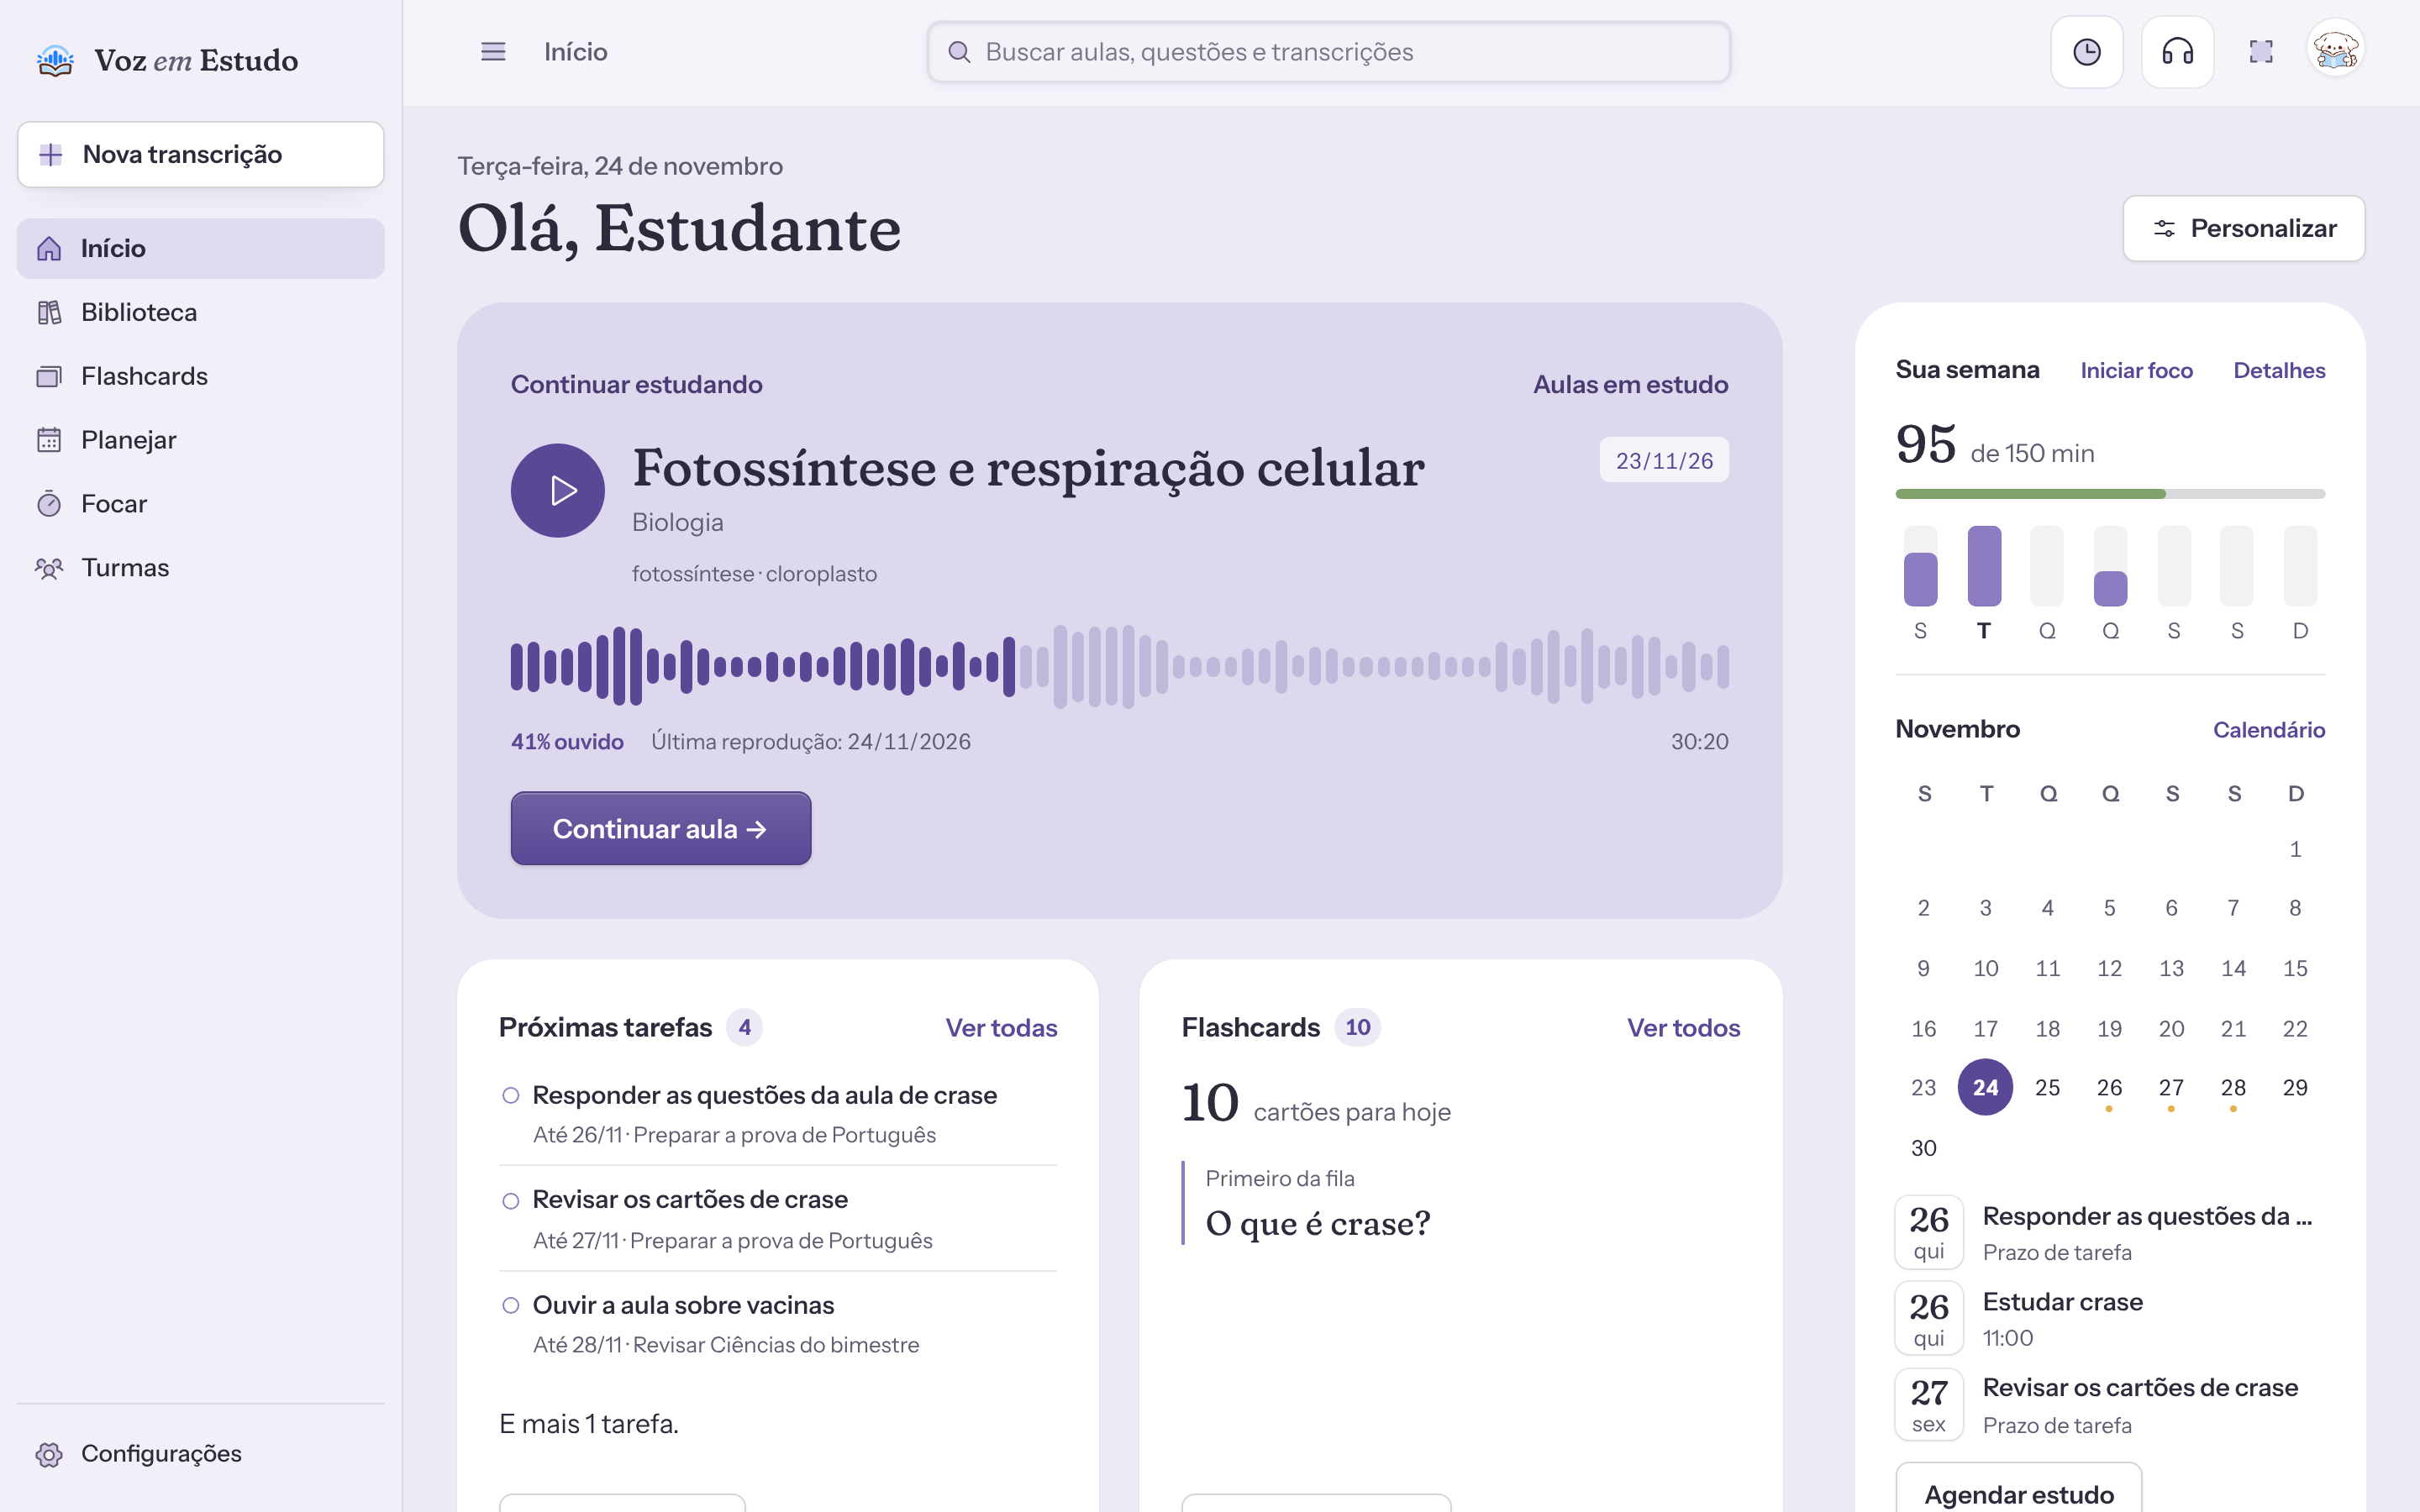 Voz em Estudo
Nova transcrição
Início
Biblioteca
Flashcards
Planejar
Focar
Turmas
Configurações
Início
Buscar aulas, questões e transcrições
Terça-feira, 24 de novembro
Olá, Estudante
Personalizar
Continuar estudando
Aulas em estudo
Fotossíntese e respiração celular
23/11/26
Biologia
fotossíntese · cloroplasto
41% ouvido
Última reprodução: 24/11/2026
30:20
Continuar aula →
Próximas tarefas 4
Ver todas
Responder as questões da aula de crase
Até 26/11 · Preparar a prova de Português
Revisar os cartões de crase
Até 27/11 · Preparar a prova de Português
Ouvir a aula sobre vacinas
Até 28/11 · Revisar Ciências do bimestre
E mais 1 tarefa.
Flashcards 10
Ver todos
10 cartões para hoje
Primeiro da fila
O que é crase?
Sua semana
Iniciar foco
Detalhes
95 de 150 min
S T Q Q S S D
Novembro
Calendário
S T Q Q S S D
1
2 3 4 5 6 7 8
9 10 11 12 13 14 15
16 17 18 19 20 21 22
23 24 25 26 27 28 29
30
26 qui
Responder as questões da ...
Prazo de tarefa
26 qui
Estudar crase
11:00
27 sex
Revisar os cartões de crase
Prazo de tarefa
Agendar estudo